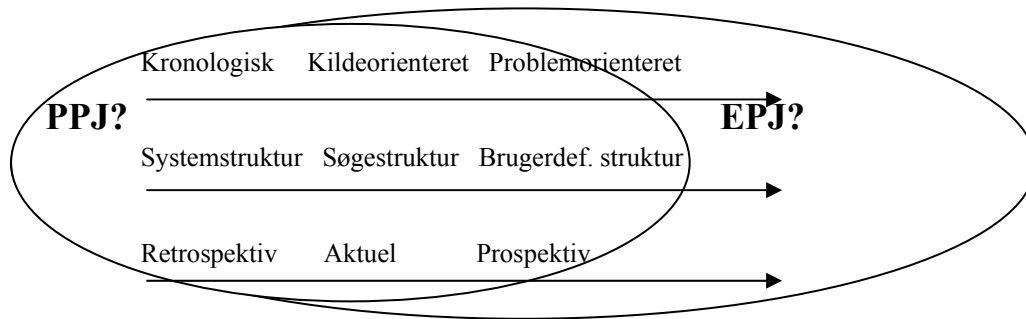 Kronologisk Kildeorienteret Problemorienteret
PPJ? EPJ?
Systemstruktur Søgestruktur Brugerdef. struktur
Retrospektiv Aktuel Prospektiv